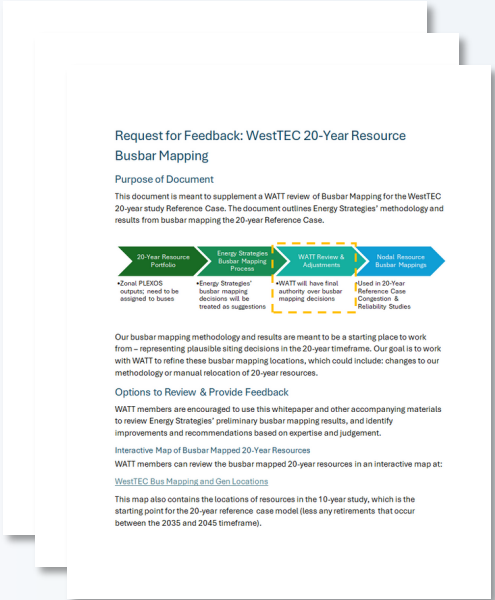 Request for Feedback: WestTEC 20-Year Resource
Busbar Mapping
Purpose of Document
This document is meant to supplement a WATT review of Busbar Mapping for the WestTEC
20-year study Reference Case. The document outlines Energy Strategies' methodology and
results from busbar mapping the 20-year Reference Case.
20-Year Resource
Portfolio
Energy Strategies
Busbar Mapping
Process
WATT Review &
Adjustments
Nodal Resource
Busbar Mappings
•Zonal PLEXOS
outputs; need to be
assigned to buses
•Energy Strategies'
busbar mapping
decisions will be
treated as suggestions
•WATT will have final
authority over busbar
mapping decisions
•Used in 20-Year
Reference Case
Congestion &
Reliability Studies
Our busbar mapping methodology and results are meant to be a starting place to work
from – representing plausible siting decisions in the 20-year timeframe. Our goal is to work
with WATT to refine these busbar mapping locations, which could include: changes to our
methodology or manual relocation of 20-year resources.
Options to Review & Provide Feedback
WATT members are encouraged to use this whitepaper and other accompanying materials
to review Energy Strategies' preliminary busbar mapping results, and identify
improvements and recommendations based on expertise and judgement.
Interactive Map of Busbar Mapped 20-Year Resources
WATT members can review the busbar mapped 20-year resources in an interactive map at:
WestTEC Bus Mapping and Gen Locations
This map also contains the locations of resources in the 10-year study, which is the
starting point for the 20-year reference case model (less any retirements that occur
between the 2035 and 2045 timeframe).